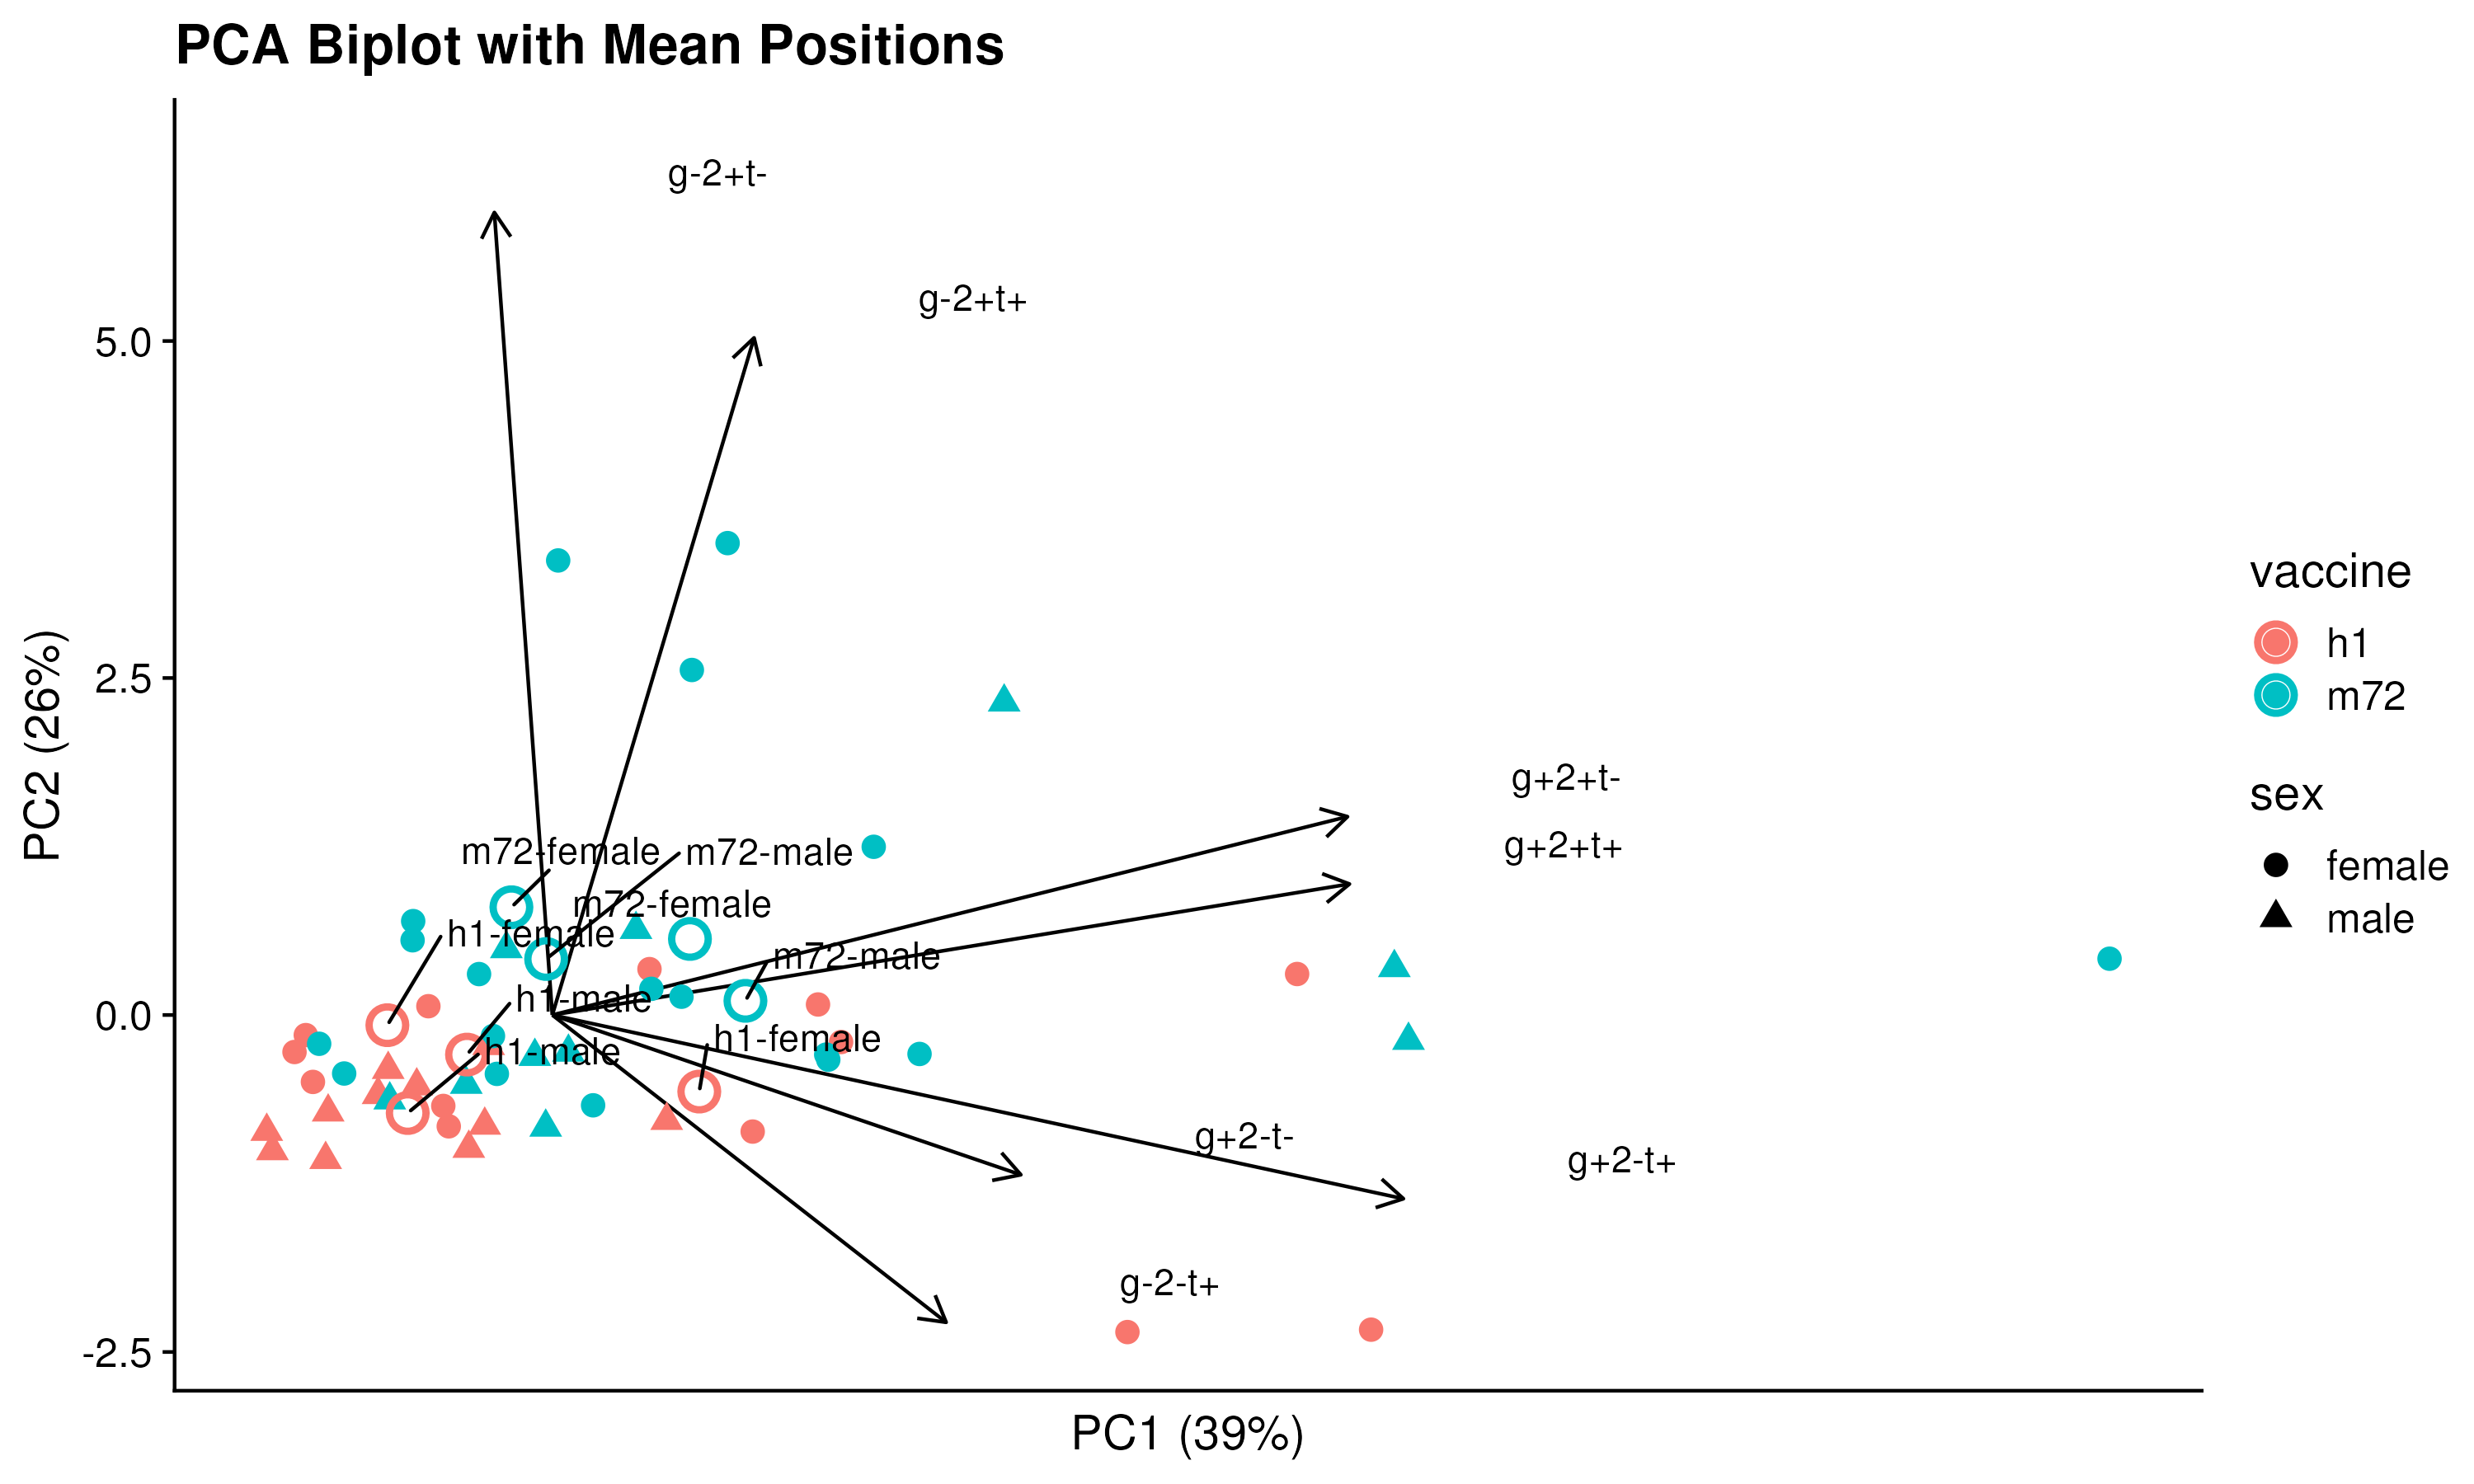 PCA Biplot with Mean Positions
g-2+t-
g-2+t+
5.0
2.5
0.0
-2.5
PC2 (26%)
g+2+t-
g+2+t+
m72-female
m72-male
m72-female
h1-female
m72-male
h1-male
h1-female
h1-male
g+2-t-
g+2-t+
g-2-t+
PC1 (39%)
vaccine
h1
m72
sex
female
male